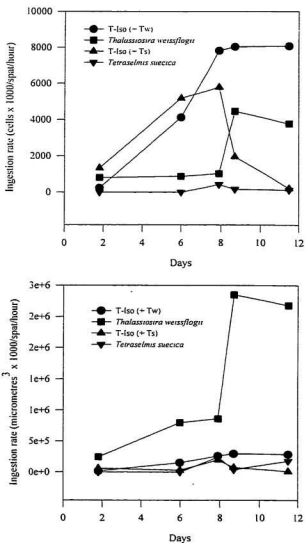 Ingestion rate (cells x 1000/spat/hour)
10000
8000
6000
4000
2000
0
T-Iso (− Tw)
Thalassiosira weissflogii
T-Iso (− Ts)
Tetraselmis suecica
0 2 4 6 8 10 12
Days
Ingestion rate (micrometeres³ x 1000/spat/hour)
3e+6
2e+6
2e+6
1e+6
1e+6
5e+5
0e+0
T-Iso (+ Tw)
Thalassiosira weissflogii
T-Iso (+ Ts)
Tetraselmis suecica
0 2 4 6 8 10 12
Days